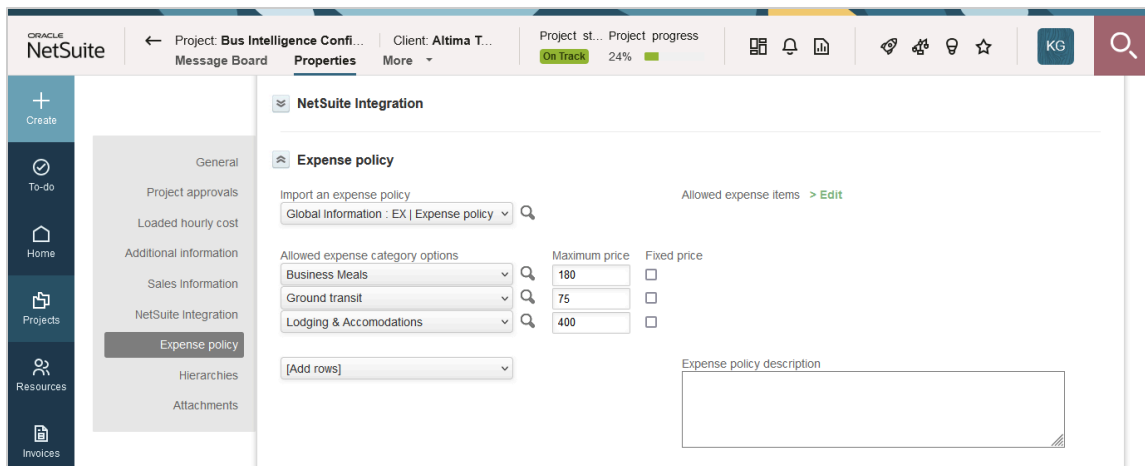 ORACLE
NetSuite
← Project: Bus Intelligence Confi... Client: Altima T...
Message Board Properties More
Project st... Project progress
On Track 24%
KG
Create
To-do
Home
Projects
Resources
Invoices
General
Project approvals
Loaded hourly cost
Additional information
Sales Information
NetSuite Integration
Expense policy
Hierarchies
Attachments
NetSuite Integration
Expense policy
Import an expense policy
Global Information : EX | Expense policy
Allowed expense items > Edit
Allowed expense category options Maximum price Fixed price
Business Meals 180
Ground transit 75
Lodging & Accomodations 400
[Add rows]
Expense policy description